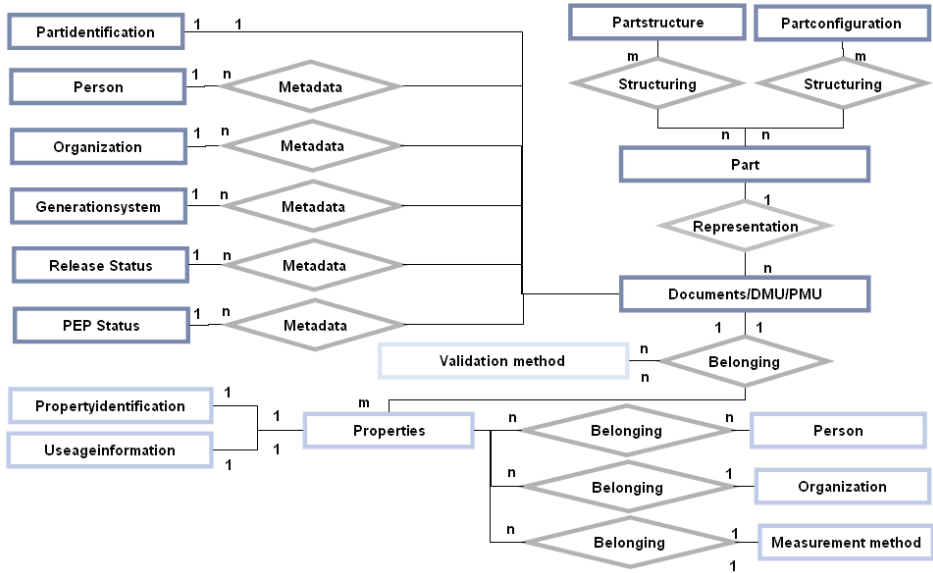 Partstructure
Partconfiguration
Partidentification
1
1
m
m
Structuring
Structuring
Person
1
n
Metadata
n
n
Organization
1
n
Metadata
Part
Generationsystem
1
n
Metadata
1
Representation
Release Status
1
n
Metadata
n
Documents/DMU/PMU
PEP Status
1
n
Metadata
1
1
Validation method
n
n
Belonging
Propertyidentification
1
m
1
Properties
n
Belonging
n
Person
Useageinformation
1
1
n
Belonging
1
Organization
n
Belonging
1
1
Measurement method